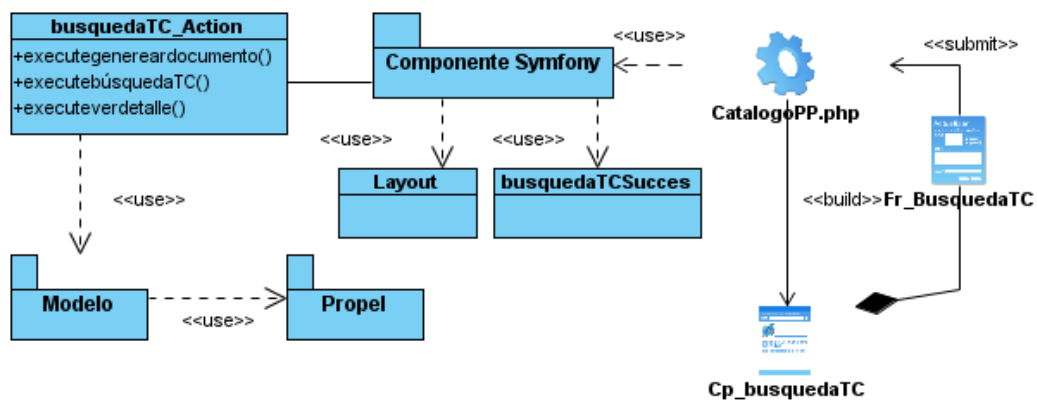 busquedaTC_Action
+executegenereardocumento()
+executebúsquedaTC()
+executeverdetalle()
Componente Symfony
<<use>>
<<submit>>
CatalogoPP.php
Actualizar
<<use>>
<<use>>
Layout
busquedaTCSucces
<<use>>
<<build>>
Fr_BusquedaTC
Modelo
<<use>>
Propel
Cp_busquedaTC